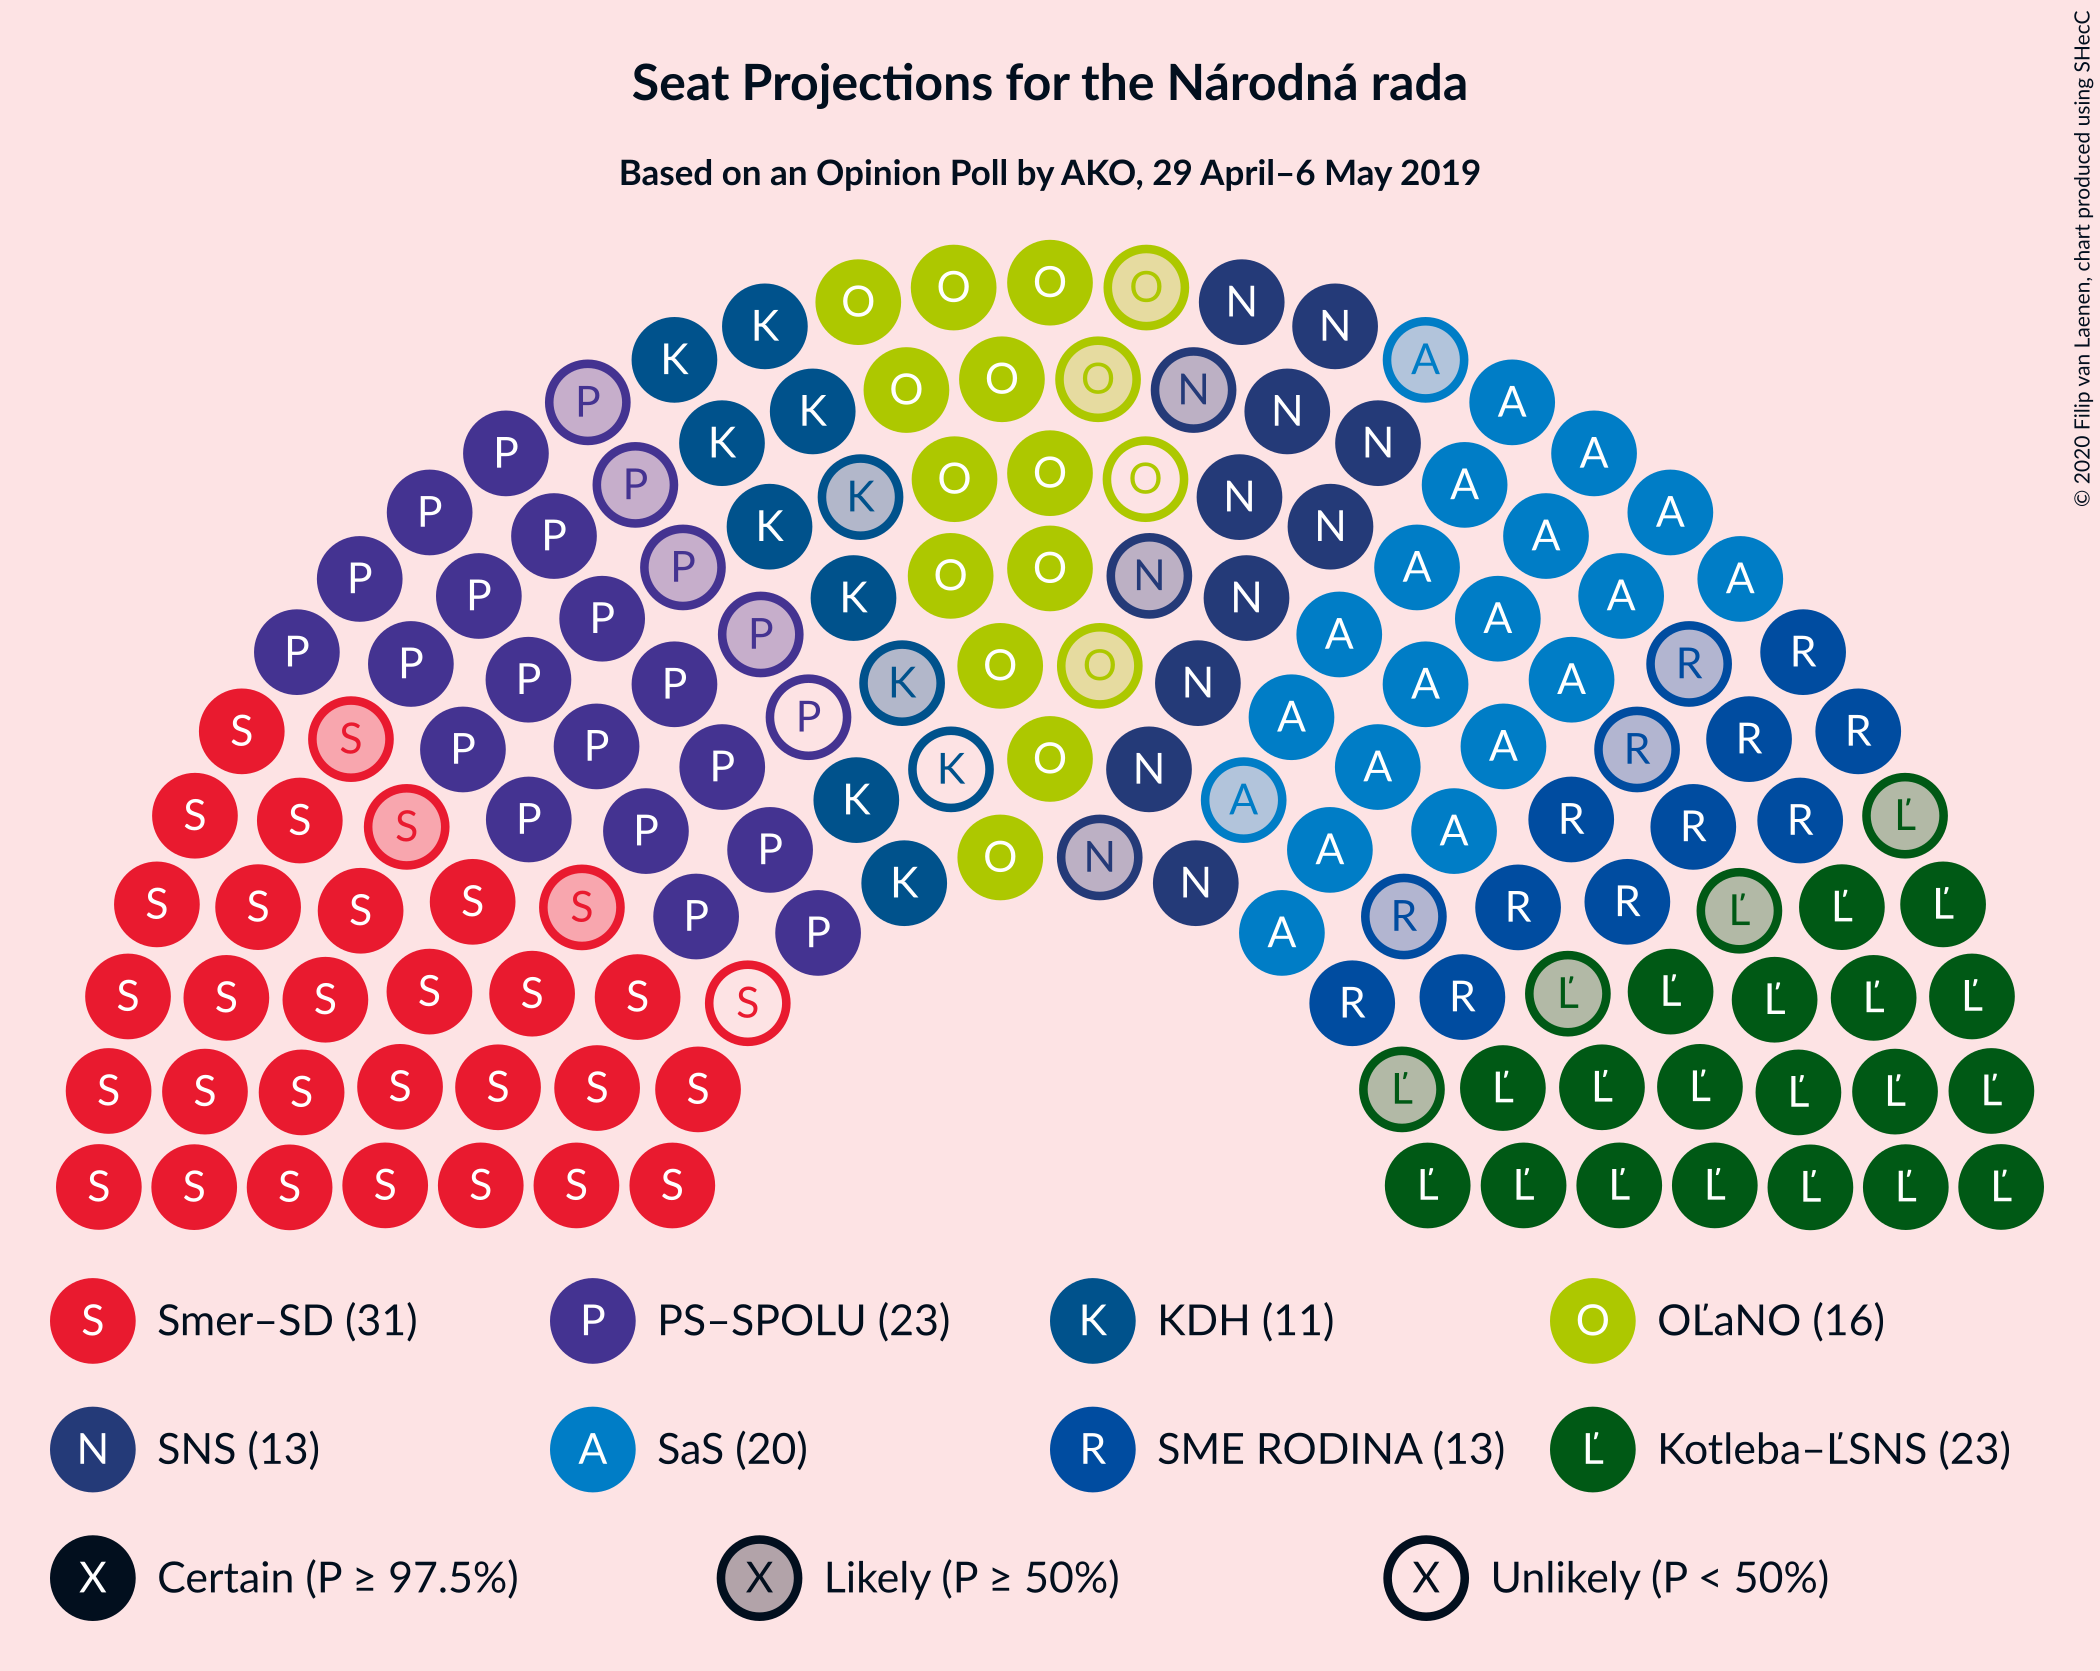 Seat Projections for the Národná rada
Based on an Opinion Poll by AKO, 29 April–6 May 2019
© 2020 Filip van Laenen, chart produced using SHecC
O O O O
K K O O O O N N N A
P K K O O O N N N A A
P P K K O O O N N A A A
P P P K O O N N A A A A
P P P P K O O N A A A A R R
S S P P P P K K O N A A A A R R R
S S S P P P K O N N A A A R R R Ľ
S S S S S P P A R R R Ľ Ľ Ľ
S S S S S S S R R Ľ Ľ Ľ Ľ Ľ
S S S S S S S Ľ Ľ Ľ Ľ Ľ Ľ Ľ
S S S S S S S Ľ Ľ Ľ Ľ Ľ Ľ Ľ
S Smer–SD (31) P PS–SPOLU (23) K KDH (11) O OĽaNO (16)
N SNS (13) A SaS (20) R SME RODINA (13) Ľ Kotleba–ĽSNS (23)
X Certain (P ≥ 97.5%) X Likely (P ≥ 50%) X Unlikely (P < 50%)